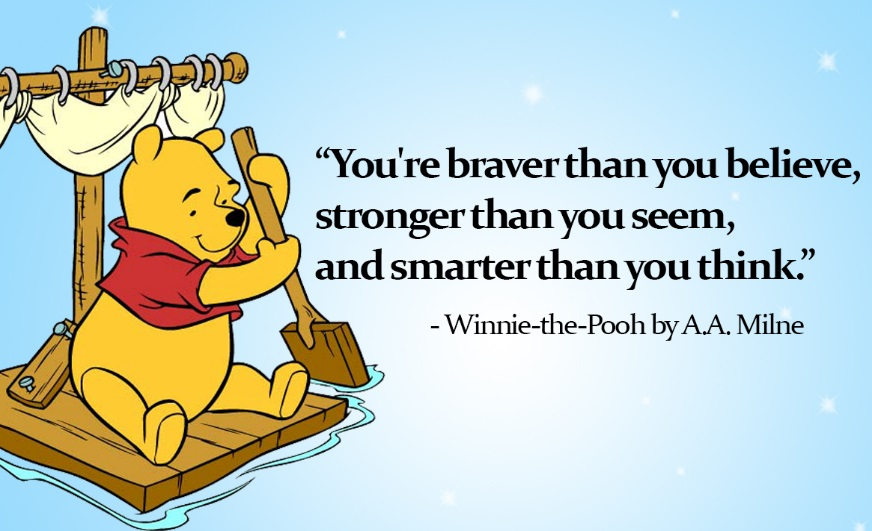 “You're braver than you believe,
stronger than you seem,
and smarter than you think.”
- Winnie-the-Pooh by A.A. Milne